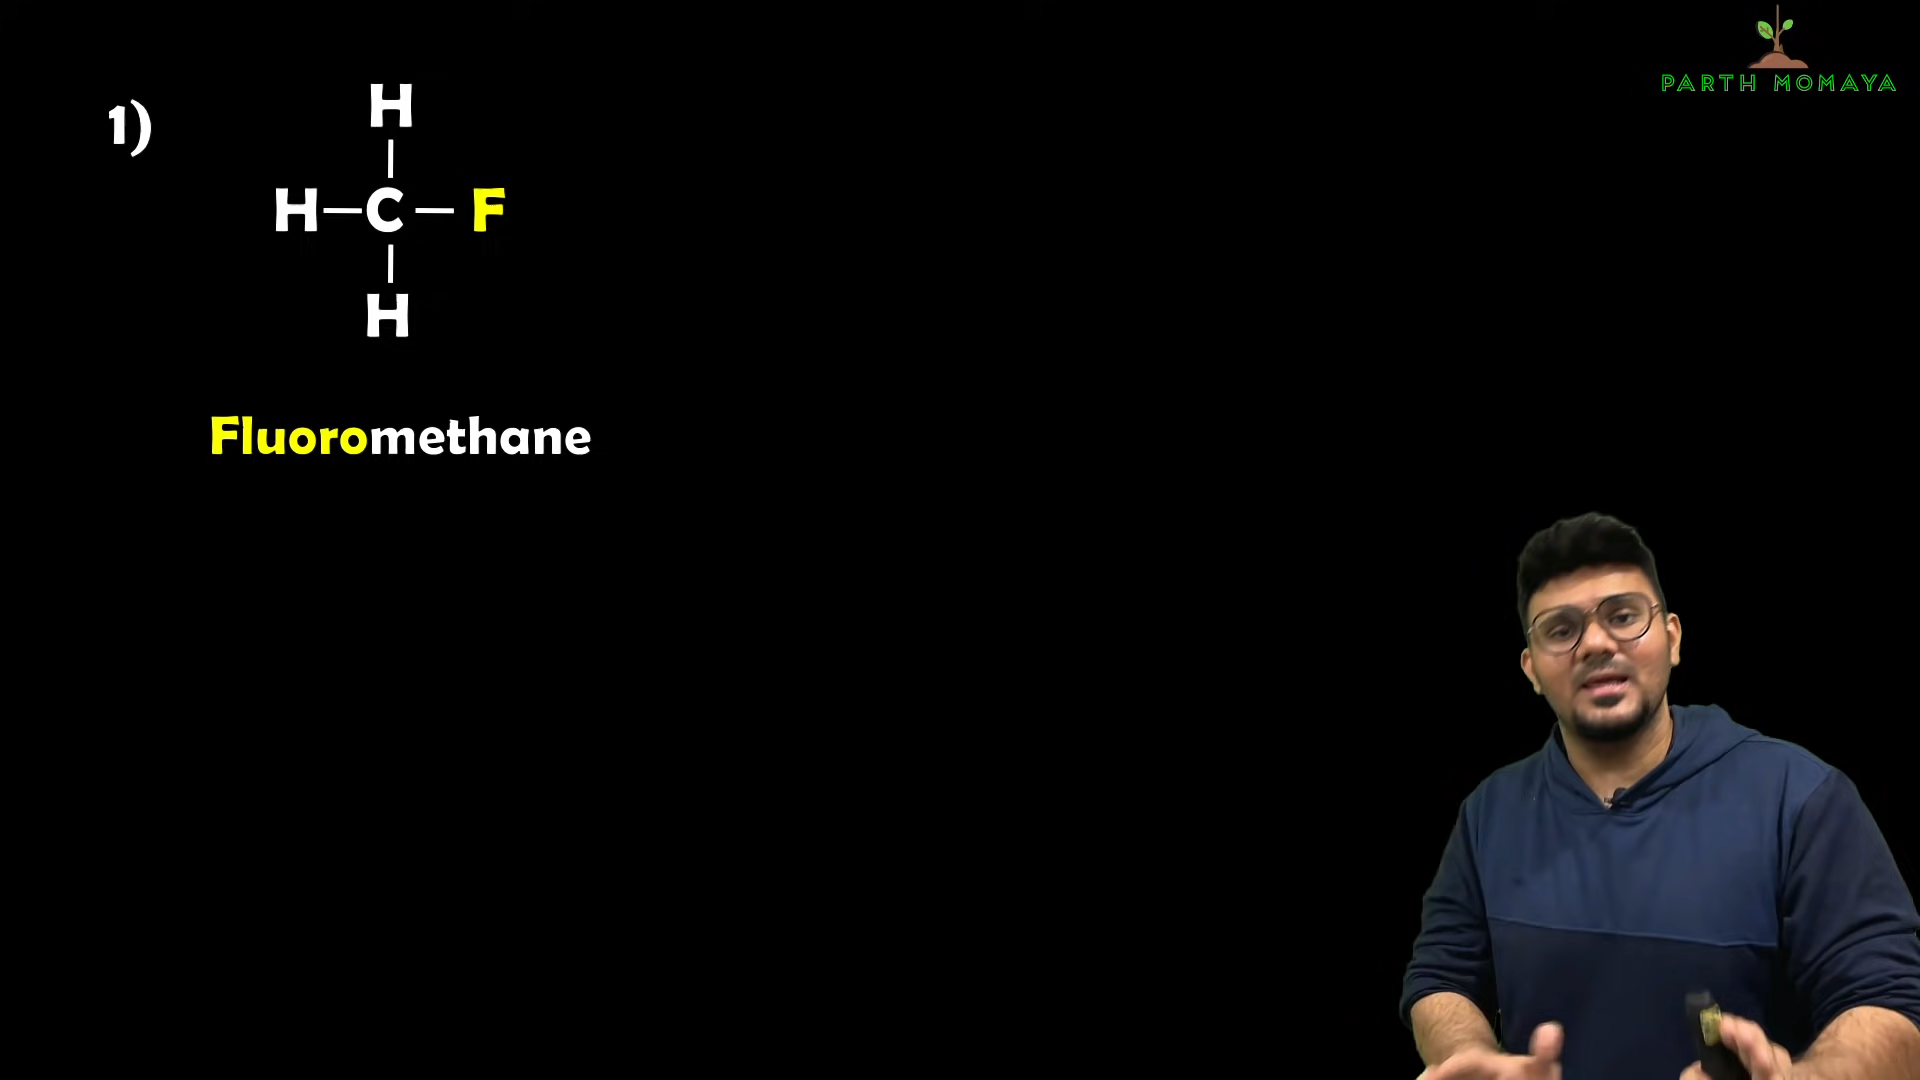 PARTH MOMAYA
1)
H
H—C—F
H
Fluoromethane